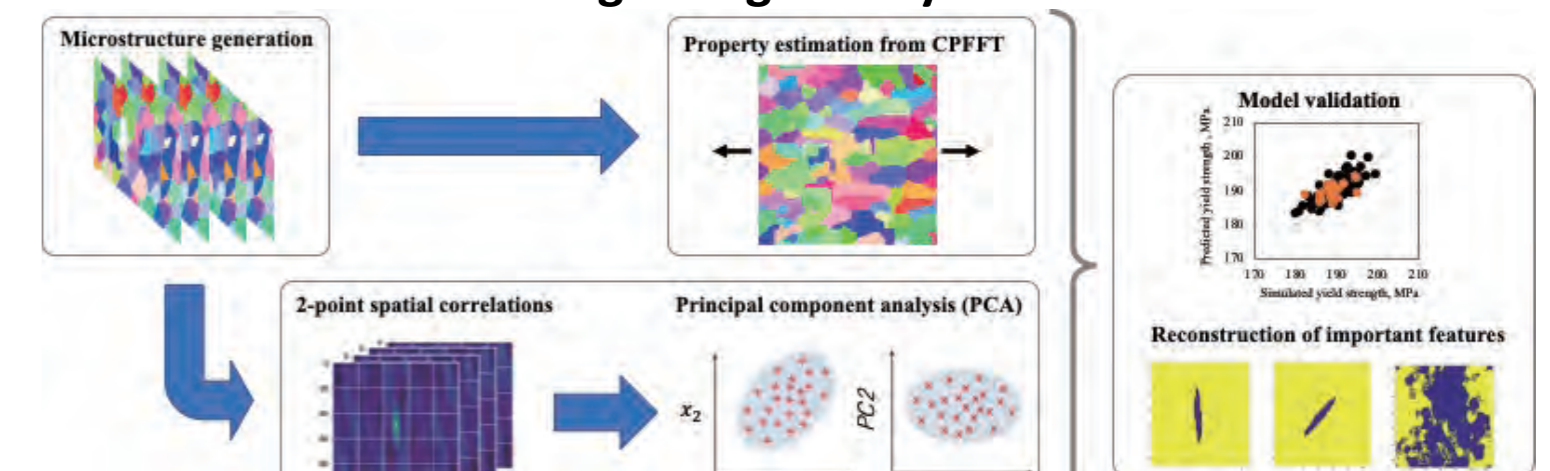 Microstructure generation
Property estimation from CPFFT
Model validation
Predicted yield strength, MPa
210
200
190
180
170
170 180 190 200 210
Simulated yield strength, MPa
2-point spatial correlations
Principal component analysis (PCA)
x₂
PC2
Reconstruction of important features